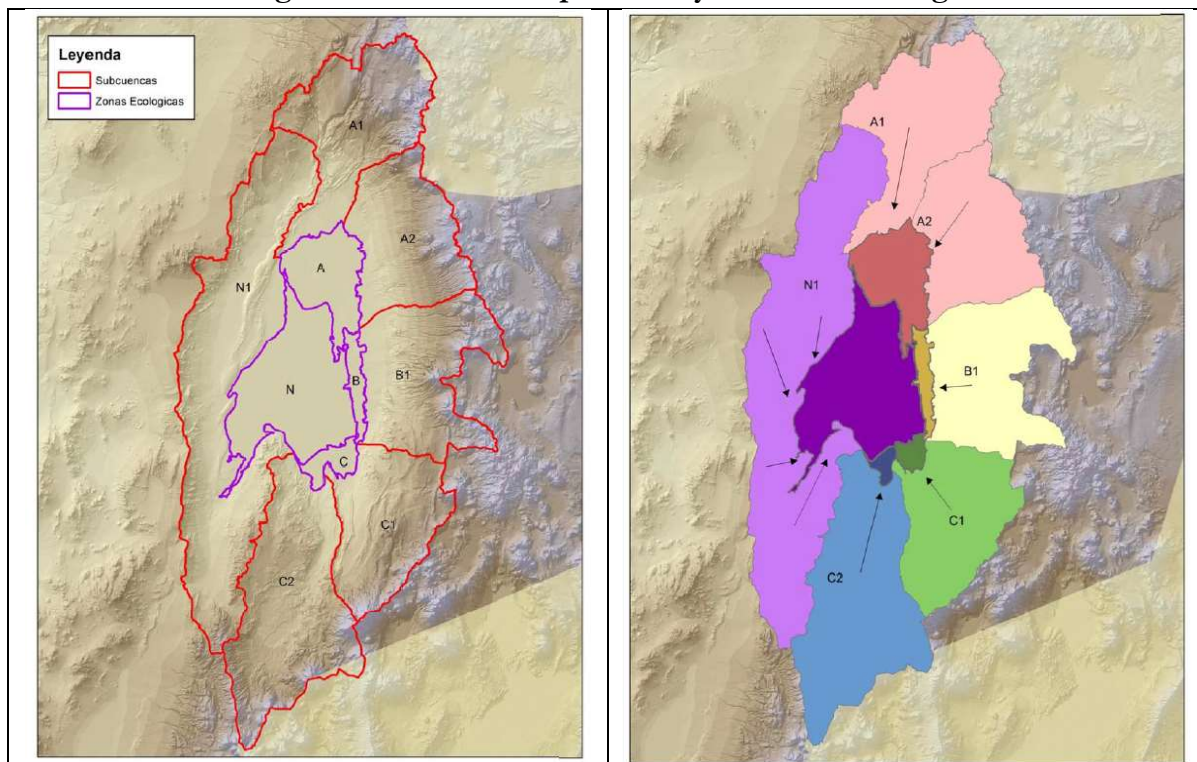 Leyenda
Subcuencas
Zonas Ecologicas
A1
A2
A
N1
B1
B
N
C
C1
C2
A1
A2
N1
B1
C1
C2